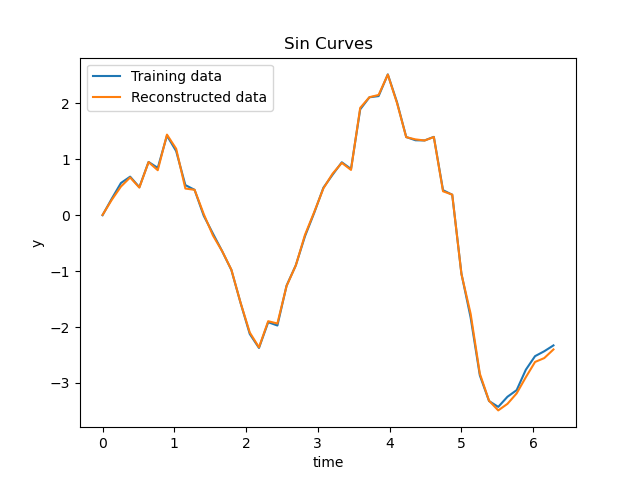 Sin Curves
Training data
Reconstructed data
y
2
1
0
−1
−2
−3
0 1 2 3 4 5 6
time